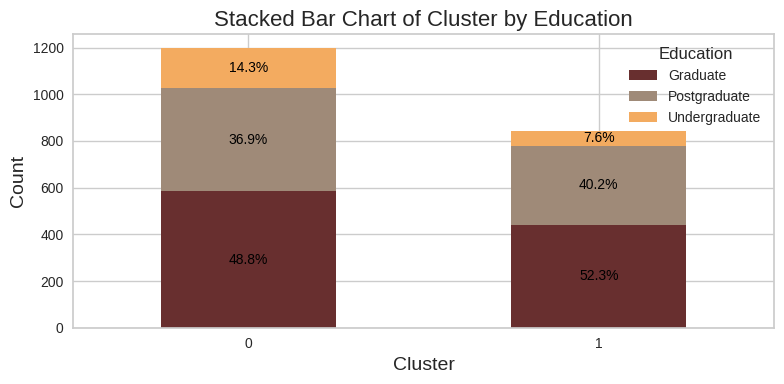 Stacked Bar Chart of Cluster by Education
Count
1200
1000
800
600
400
200
0
14.3%
36.9%
48.8%
7.6%
40.2%
52.3%
Education
Graduate
Postgraduate
Undergraduate
0
1
Cluster